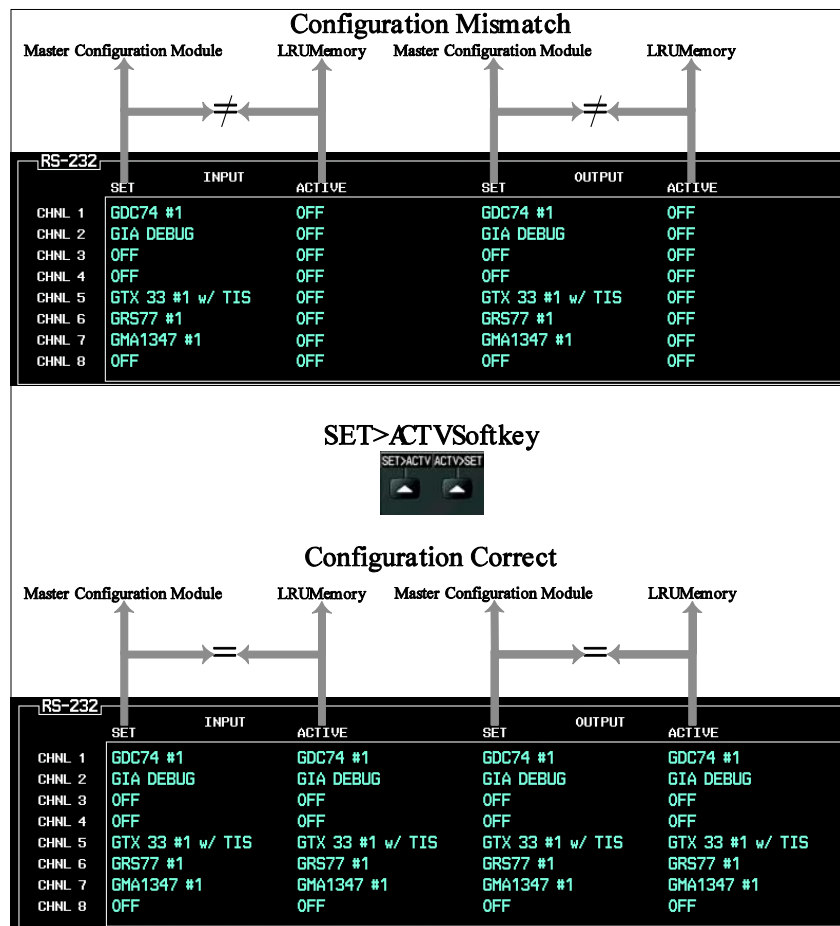 Configuration Mismatch
Master Configuration Module LRUMemory Master Configuration Module LRUMemory
≠ ≠
RS-232
INPUT OUTPUT
SET ACTIVE SET ACTIVE
CHNL 1 GDC74 #1 OFF GDC74 #1 OFF
CHNL 2 GIA DEBUG OFF GIA DEBUG OFF
CHNL 3 OFF OFF OFF OFF
CHNL 4 OFF OFF OFF OFF
CHNL 5 GTX 33 #1 w/ TIS OFF GTX 33 #1 w/ TIS OFF
CHNL 6 GRS77 #1 OFF GRS77 #1 OFF
CHNL 7 GMA1347 #1 OFF GMA1347 #1 OFF
CHNL 8 OFF OFF OFF OFF
SET>ACTVSoftkey
SET>ACTV ACTV>SET
Configuration Correct
Master Configuration Module LRUMemory Master Configuration Module LRUMemory
= =
RS-232
INPUT OUTPUT
SET ACTIVE SET ACTIVE
CHNL 1 GDC74 #1 GDC74 #1 GDC74 #1 GDC74 #1
CHNL 2 GIA DEBUG GIA DEBUG GIA DEBUG GIA DEBUG
CHNL 3 OFF OFF OFF OFF
CHNL 4 OFF OFF OFF OFF
CHNL 5 GTX 33 #1 w/ TIS GTX 33 #1 w/ TIS GTX 33 #1 w/ TIS GTX 33 #1 w/ TIS
CHNL 6 GRS77 #1 GRS77 #1 GRS77 #1 GRS77 #1
CHNL 7 GMA1347 #1 GMA1347 #1 GMA1347 #1 GMA1347 #1
CHNL 8 OFF OFF OFF OFF